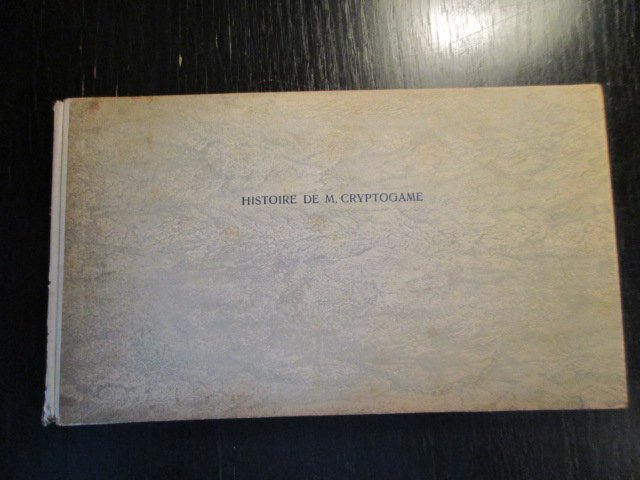 HISTOIRE DE M. CRYPTOGAME